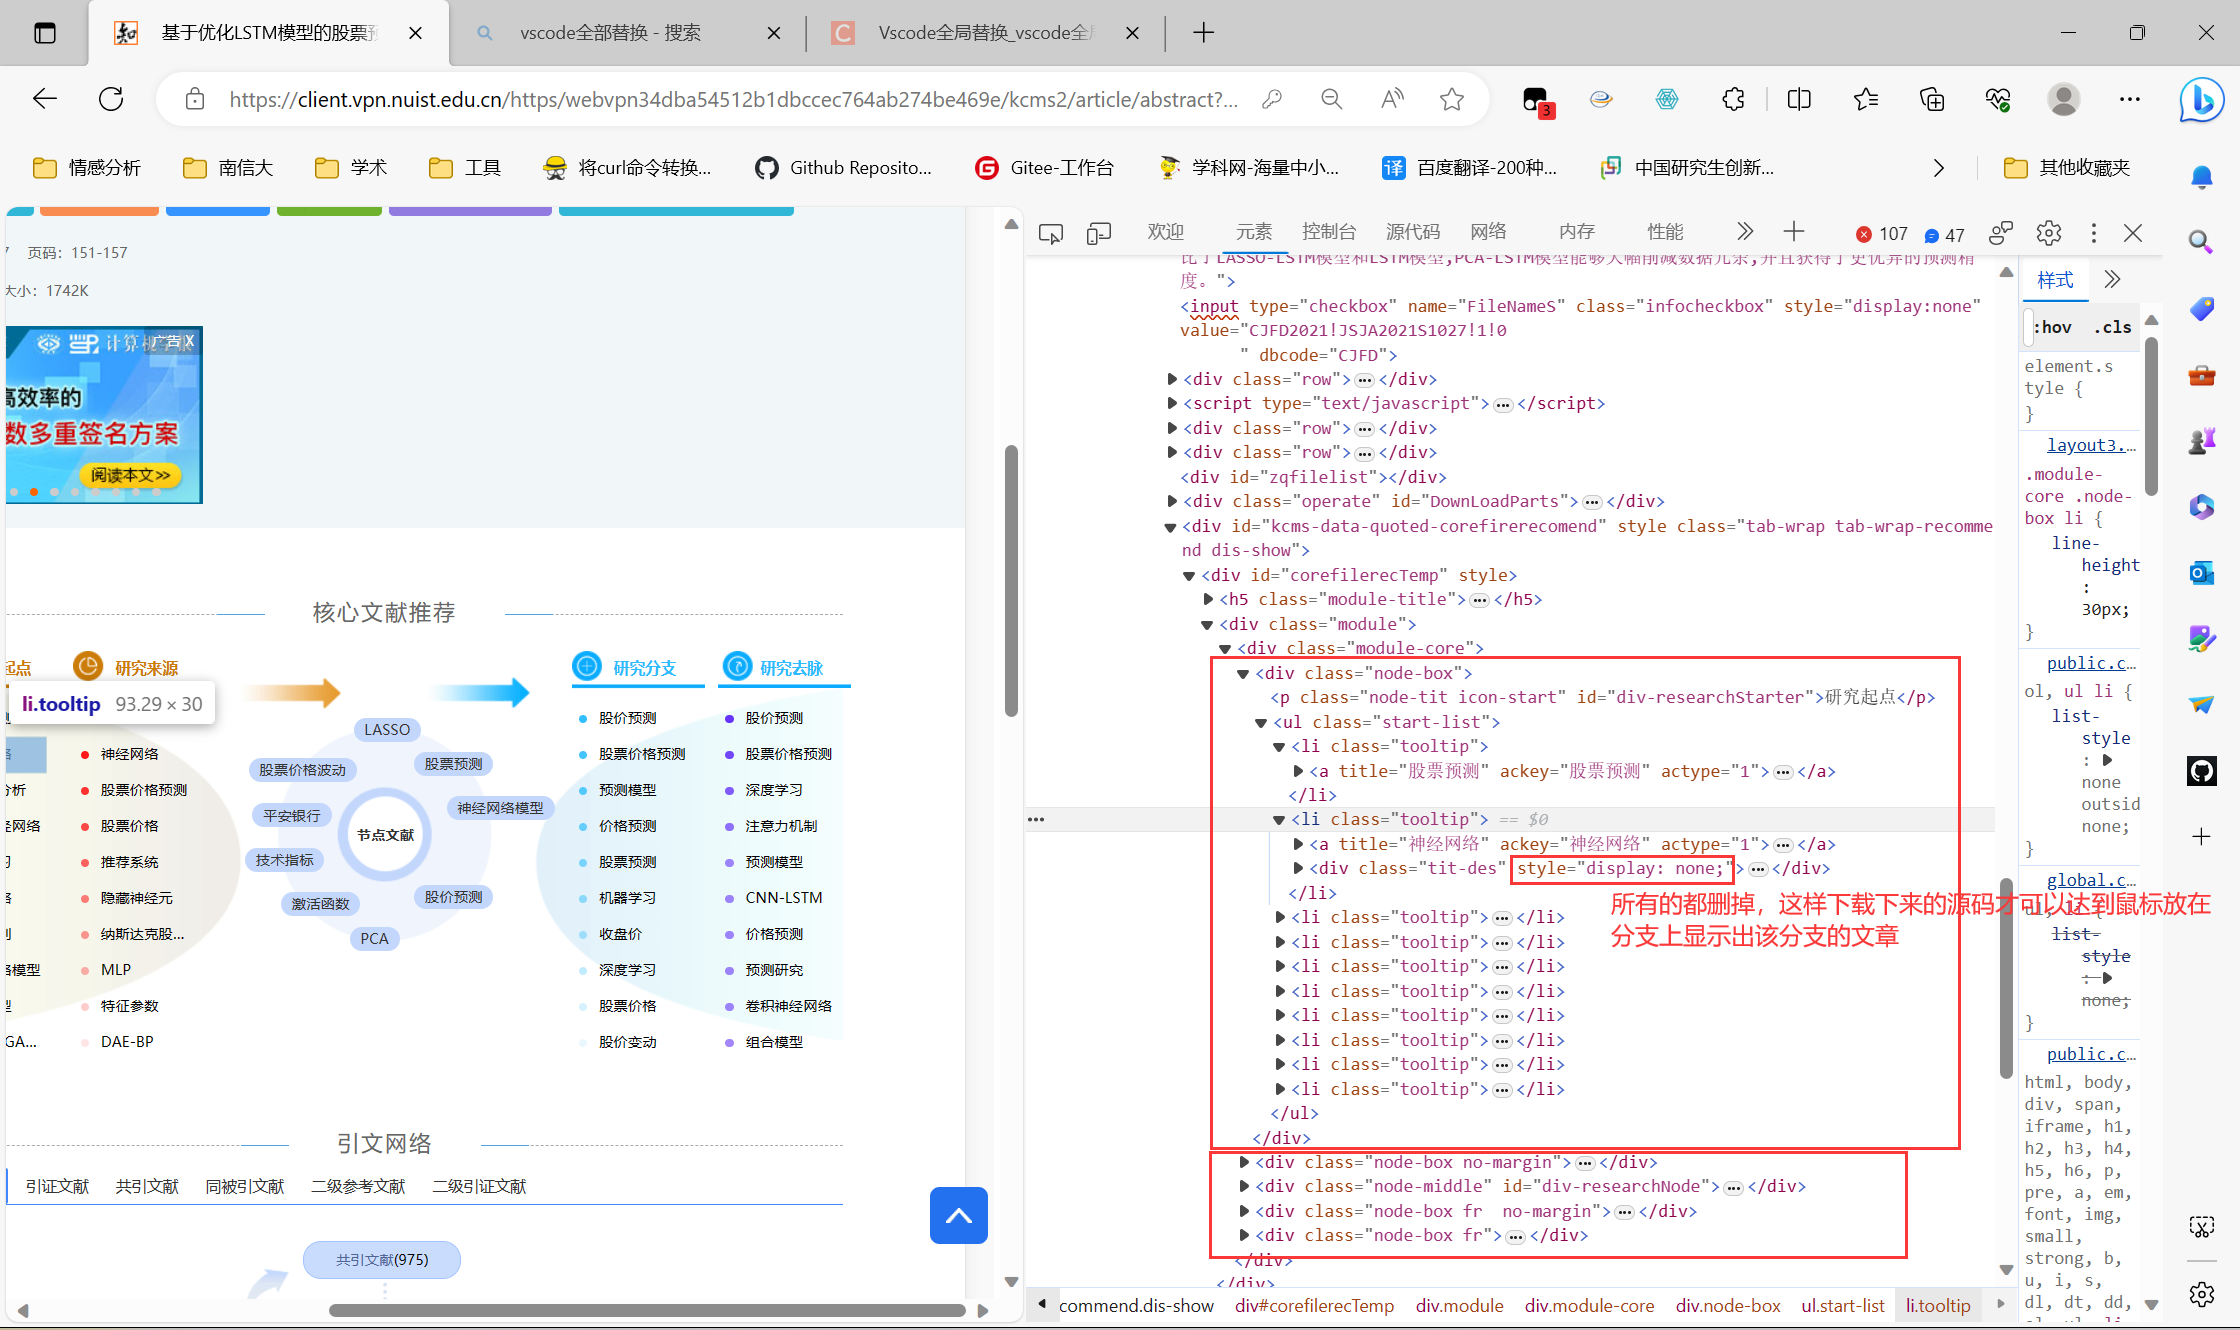 基于优化LSTM模型的股票预
vscode全部替换 - 搜索
Vscode全局替换_vscode全局
https://client.vpn.nuist.edu.cn/https/webvpn34dba54512b1dbccec764ab274be469e/kcms2/article/abstract?...
3
情感分析
南信大
学术
工具
将curl命令转换...
Github Reposito...
Gitee-工作台
学科网-海量中小...
百度翻译-200种...
中国研究生创新...
其他收藏夹
7 页码：151-157
大小：1742K
广告X
高效率的
数多重签名方案
阅读本文>>
核心文献推荐
起点
研究来源
研究分支
研究去脉
li.tooltip 93.29 × 30
神经网络
股票价格预测
股票价格
推荐系统
隐藏神经元
纳斯达克股...
MLP
特征参数
DAE-BP
分析
经网络
络模型
GA...
LASSO
股票价格波动
股票预测
平安银行
神经网络模型
节点文献
技术指标
激活函数
股价预测
PCA
股价预测
股票价格预测
预测模型
价格预测
股票预测
机器学习
收盘价
深度学习
股票价格
股价变动
股价预测
股票价格预测
深度学习
注意力机制
预测模型
CNN-LSTM
价格预测
预测研究
卷积神经网络
组合模型
引文网络
引证文献 共引文献 同被引文献 二级参考文献 二级引证文献
共引文献(975)
欢迎 元素 控制台 源代码 网络 内存 性能
107 47
比了LASSO-LSTM模型和LSTM模型,PCA-LSTM模型能够大幅削减数据冗余,并且获得了更优异的预测精
度。">
<input type="checkbox" name="FileNameS" class="infocheckbox" style="display:none"
value="CJFD2021!JSJA2021S1027!1!0
" dbcode="CJFD">
<div class="row">…</div>
<script type="text/javascript">…</script>
<div class="row">…</div>
<div class="row">…</div>
<div id="zqfilelist"></div>
<div class="operate" id="DownLoadParts">…</div>
<div id="kcms-data-quoted-corefirerecomend" style class="tab-wrap tab-wrap-recomme
nd dis-show">
<div id="corefilerecTemp" style>
<h5 class="module-title">…</h5>
<div class="module">
<div class="module-core">
<div class="node-box">
<p class="node-tit icon-start" id="div-researchStarter">研究起点</p>
<ul class="start-list">
<li class="tooltip">
<a title="股票预测" ackey="股票预测" actype="1">…</a>
</li>
<li class="tooltip"> == $0
<a title="神经网络" ackey="神经网络" actype="1">…</a>
<div class="tit-des" style="display: none;">…</div>
</li>
所有的都删掉，这样下载下来的源码才可以达到鼠标放在
分支上显示出该分支的文章
<li class="tooltip">…</li>
<li class="tooltip">…</li>
<li class="tooltip">…</li>
<li class="tooltip">…</li>
<li class="tooltip">…</li>
<li class="tooltip">…</li>
<li class="tooltip">…</li>
<li class="tooltip">…</li>
</ul>
</div>
<div class="node-box no-margin">…</div>
<div class="node-middle" id="div-researchNode">…</div>
<div class="node-box fr  no-margin">…</div>
<div class="node-box fr">…</div>
</div>
</div>
commend.dis-show div#corefilerecTemp div.module div.module-core div.node-box ul.start-list li.tooltip
样式
:hov .cls
element.s
tyle {
}
layout3.…
.module-
core .node-
box li {
line-
height
:
30px;
}
public.c…
ol, ul li {
list-
style
:
none
outsid
none;
}
global.c…
ul, li {
list-
style
:
none;
}
public.c…
html, body,
div, span,
iframe, h1,
h2, h3, h4,
h5, h6, p,
pre, a, em,
font, img,
small,
strong, b,
u, i, s,
dl, dt, dd,